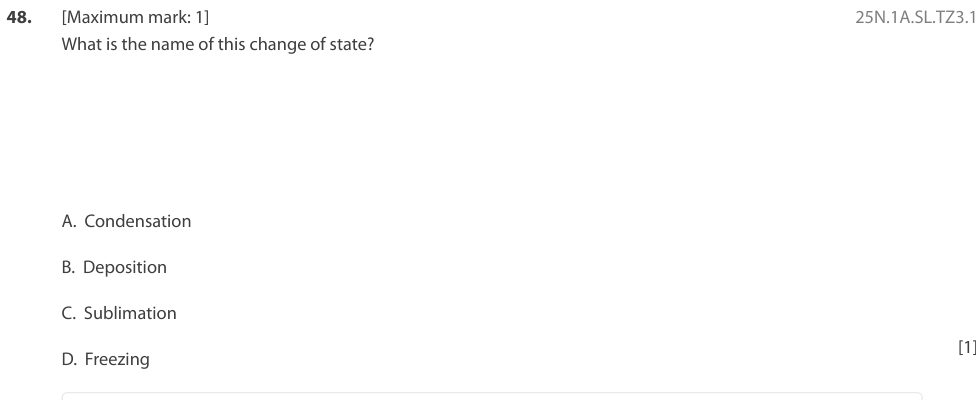 48. [Maximum mark: 1] 25N.1A.SL.TZ3.1
What is the name of this change of state?
A. Condensation
B. Deposition
C. Sublimation
D. Freezing
[1]